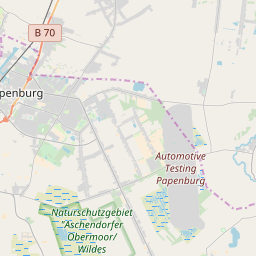 B 70
penburg
Automotive
Testing
Papenburg
Naturschutzgebiet
"Aschendorfer
Obermoor/
Wildes